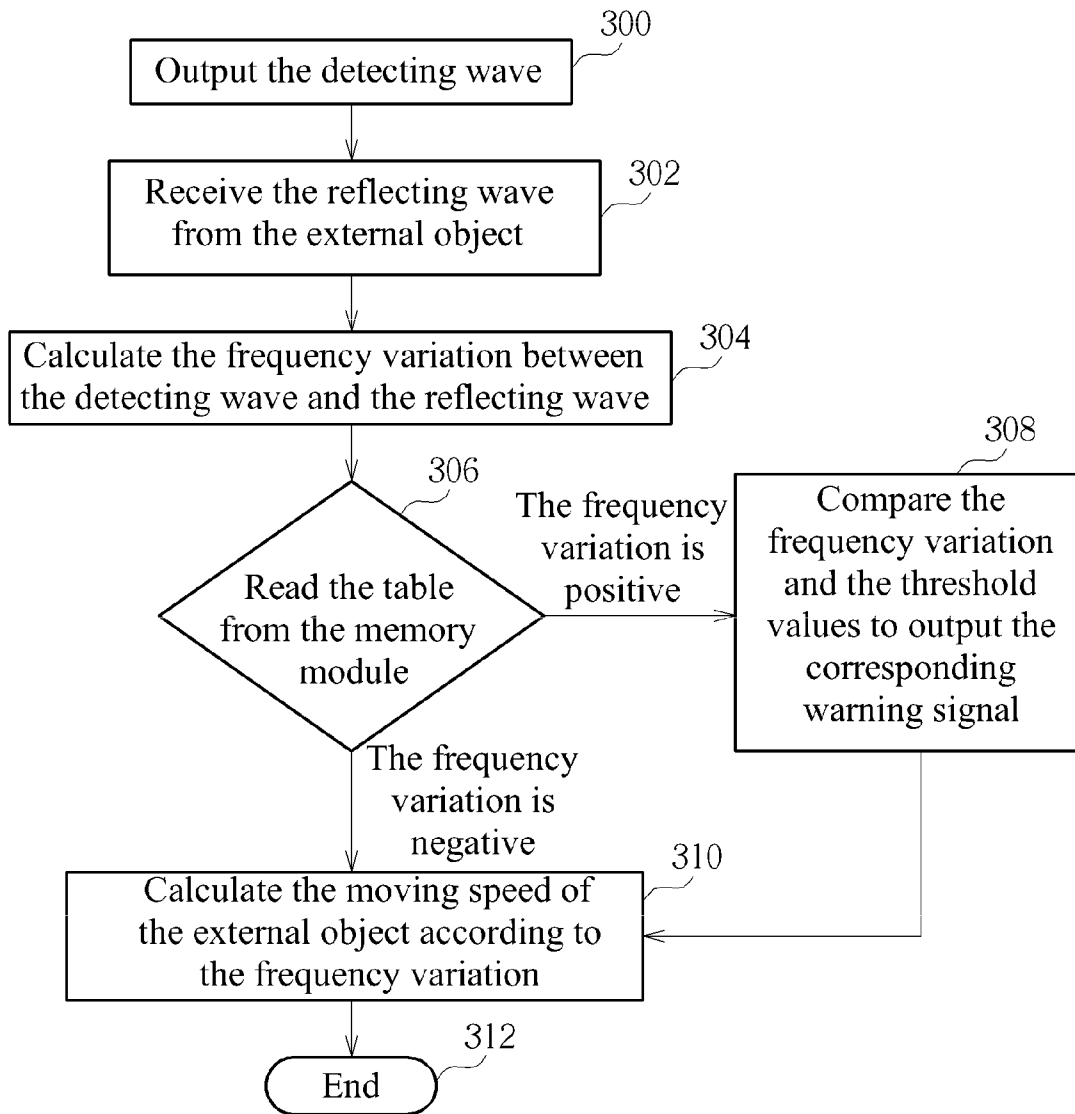 300
Output the detecting wave
302
Receive the reflecting wave
from the external object
304
Calculate the frequency variation between
the detecting wave and the reflecting wave
306
Read the table
from the memory
module
The frequency
variation is
positive
308
Compare the
frequency variation
and the threshold
values to output the
corresponding
warning signal
The frequency
variation is
negative
310
Calculate the moving speed of
the external object according to
the frequency variation
312
End